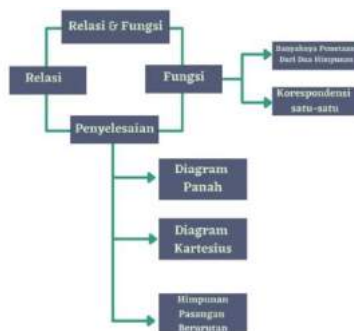 Relasi & Fungsi
Relasi
Fungsi
Banyaknya Pemetaan
Dari Dua Himpunan
Korespondensi
satu-satu
Penyelesaian
Diagram
Panah
Diagram
Kartesius
Himpunan
Pasangan
Berurutan